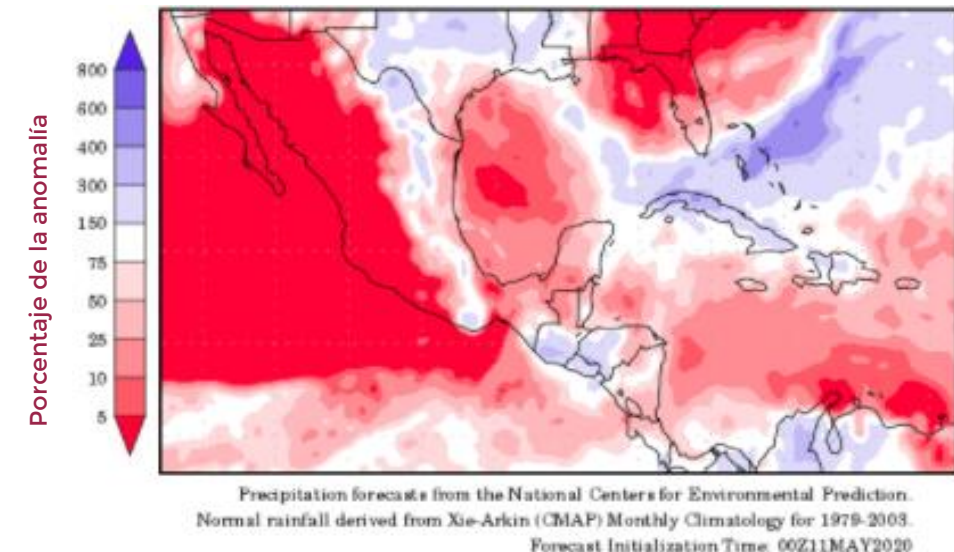 Porcentaje de la anomalía
800
600
400
300
150
75
50
25
10
5
Precipitation forecasts from the National Centers for Environmental Prediction.
Normal rainfall derived from Xie-Arkin (CMAP) Monthly Climatology for 1979-2003.
Forecast Initialization Time: 00Z11MAY2020